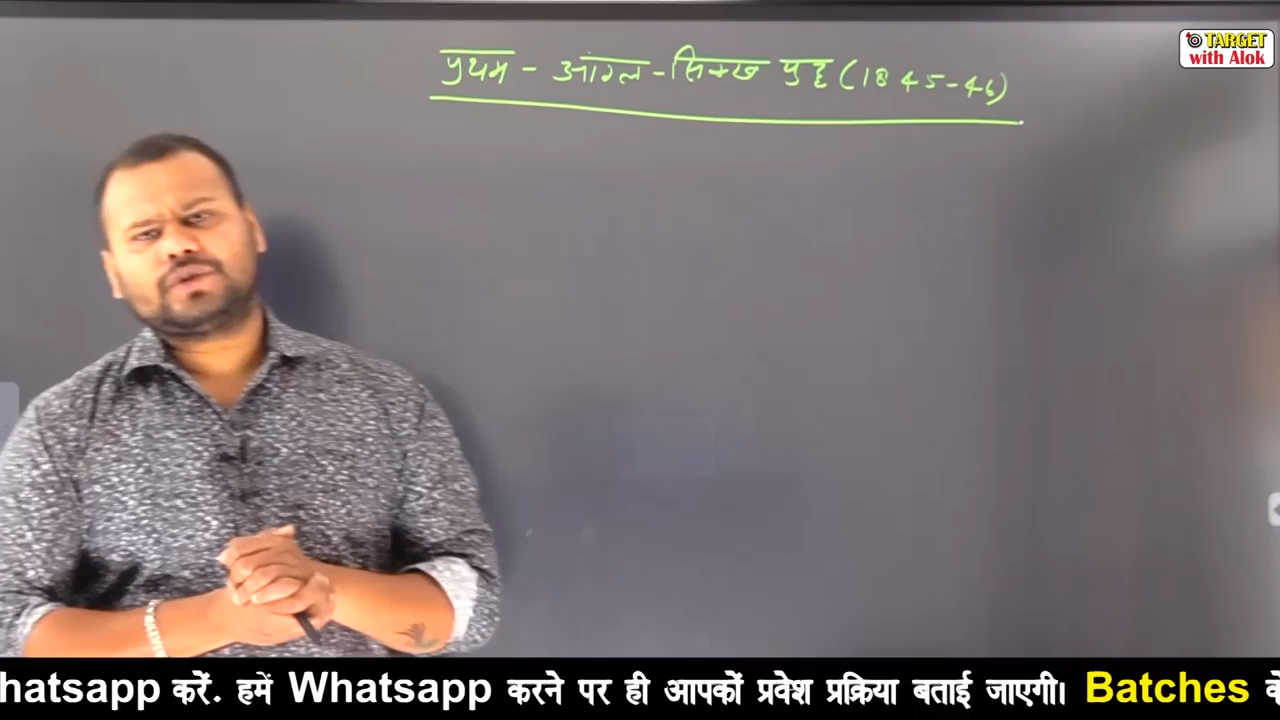 प्रथम - आंग्ल - सिक्ख युद्ध (1845-46)
TARGET
with Alok
hatsapp करें. हमें Whatsapp करने पर ही आपकों प्रवेश प्रक्रिया बताई जाएगी। Batches के